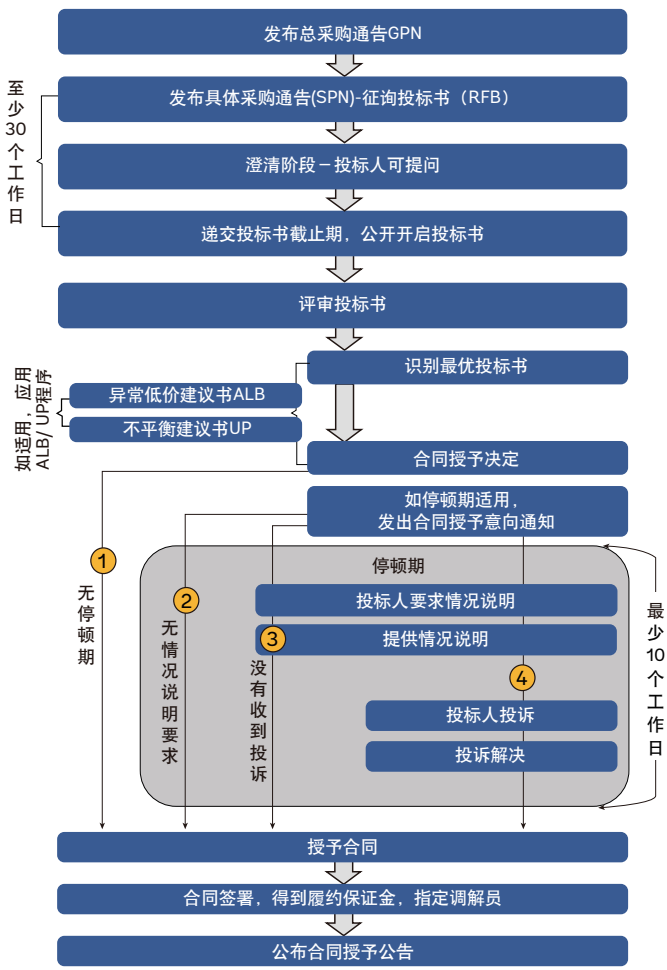 发布总采购通告GPN
至少30个工作日
发布具体采购通告(SPN)-征询投标书（RFB）
澄清阶段－投标人可提问
递交投标书截止期，公开开启投标书
评审投标书
识别最优投标书
如适用，应用
ALB/ UP程序
异常低价建议书ALB
不平衡建议书UP
合同授予决定
如停顿期适用，
发出合同授予意向通知
停顿期
1
无停顿期
2
无情况说明要求
投标人要求情况说明
3
提供情况说明
没有收到投诉
4
投标人投诉
投诉解决
最少10个工作日
授予合同
合同签署，得到履约保证金，指定调解员
公布合同授予公告